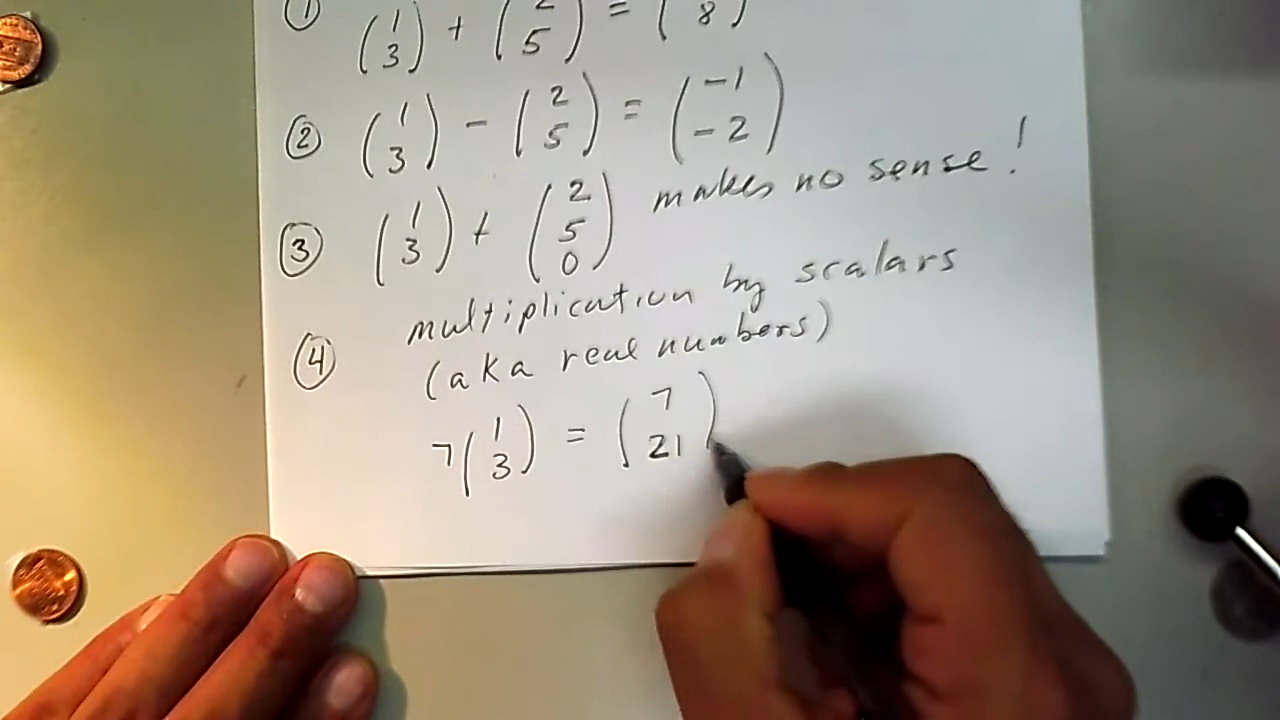 ① (1 3) + (2 5) = ( 8)
② (1 3) - (2 5) = (-1 -2)
③ (1 3) + (2 5 0) makes no sense!
④ multiplication by scalars
(aka real numbers)
7(1 3) = (7 21)